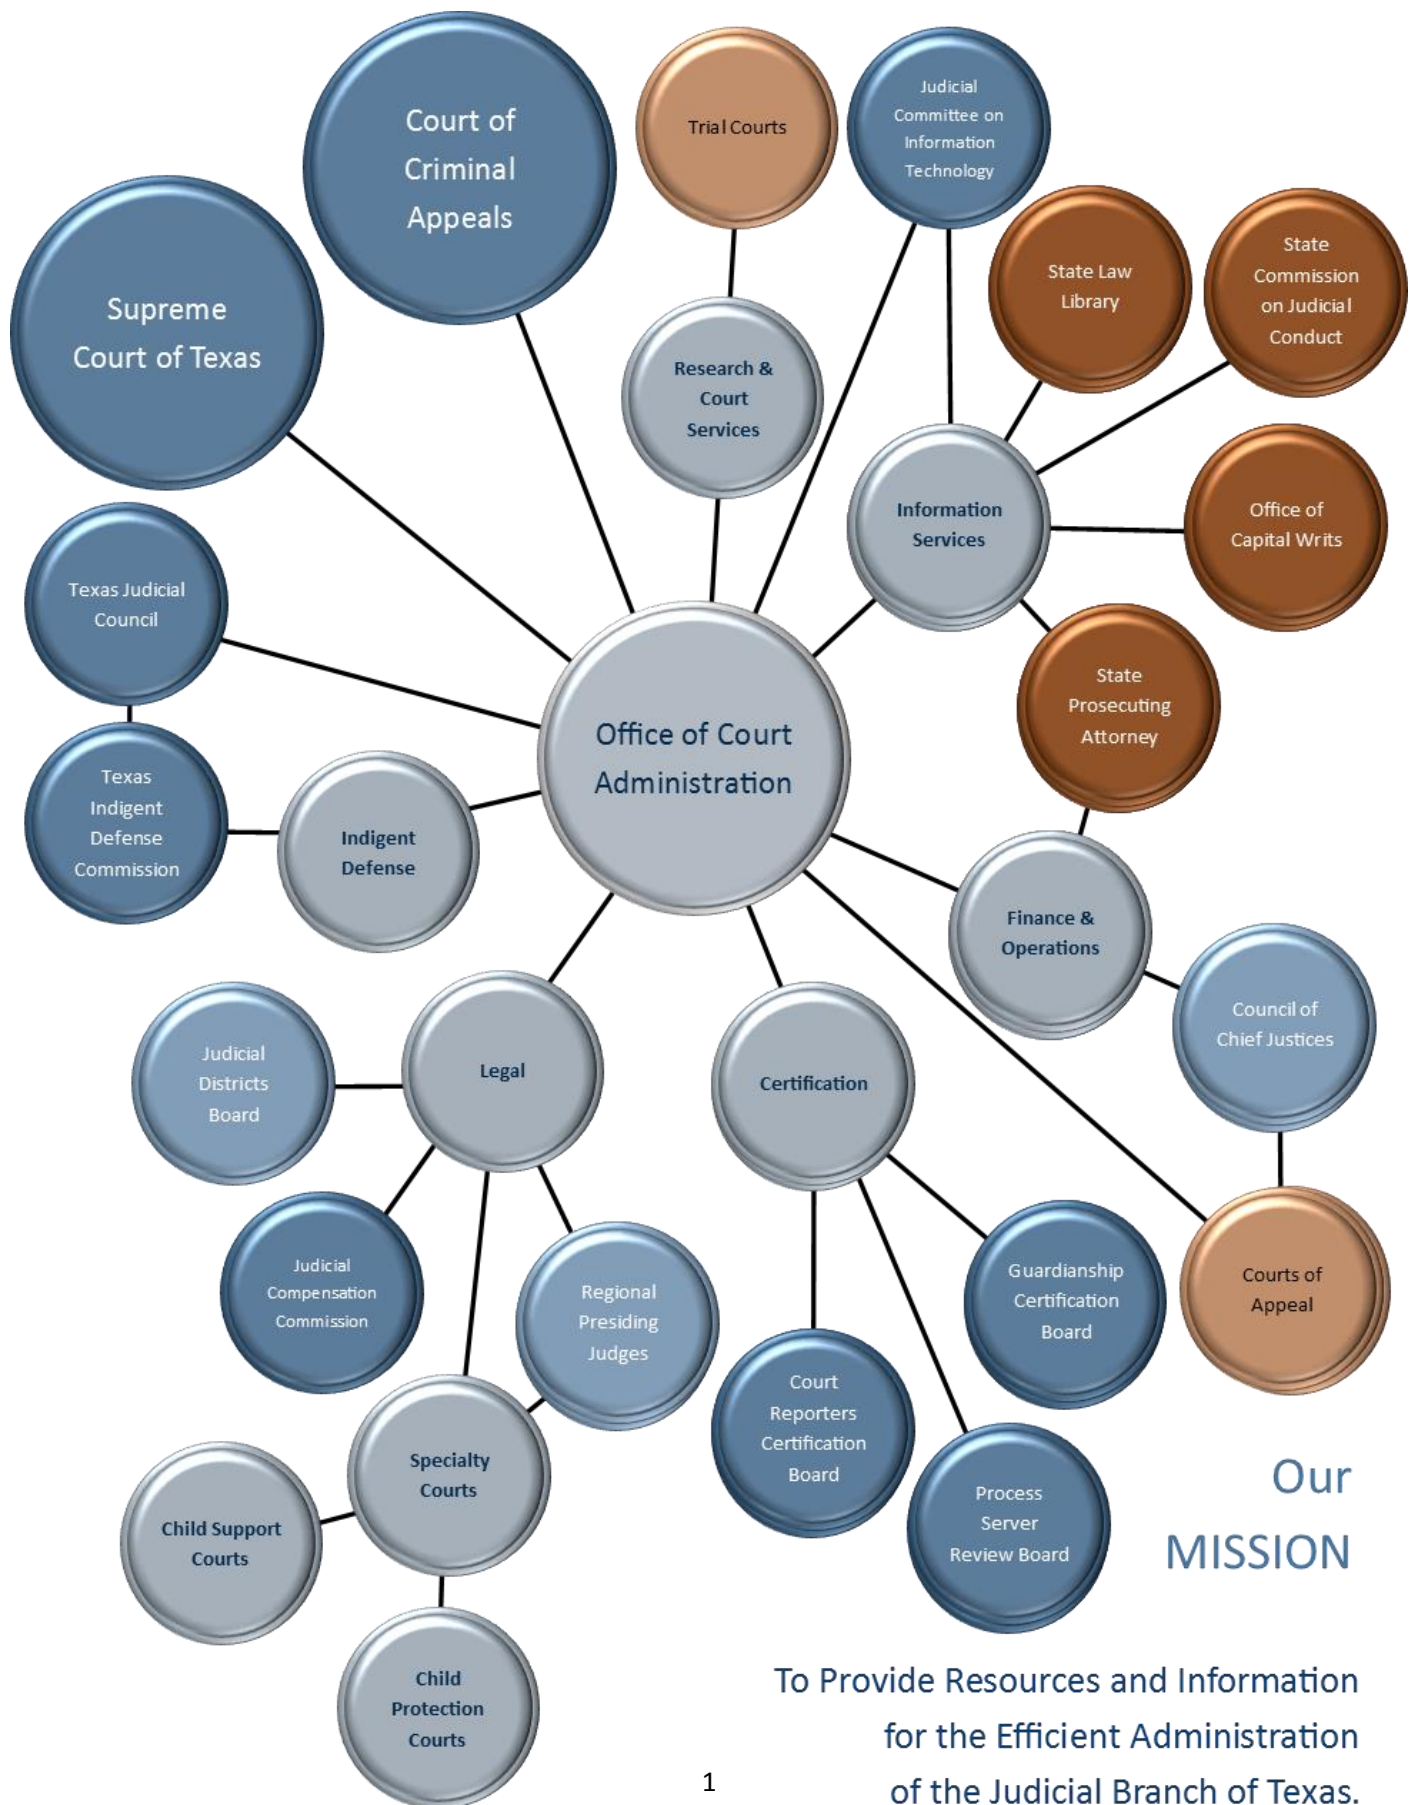 Court of
Criminal
Appeals
Trial Courts
Judicial
Committee on
Information
Technology
Supreme
Court of Texas
Research &
Court
Services
State Law
Library
State
Commission
on Judicial
Conduct
Information
Services
Office of
Capital Writs
Texas Judicial
Council
State
Prosecuting
Attorney
Office of Court
Administration
Texas
Indigent
Defense
Commission
Indigent
Defense
Finance &
Operations
Council of
Chief Justices
Judicial
Districts
Board
Legal
Certification
Judicial
Compensation
Commission
Regional
Presiding
Judges
Guardianship
Certification
Board
Courts of
Appeal
Court
Reporters
Certification
Board
Specialty
Courts
Process
Server
Review Board
Child Support
Courts
Child
Protection
Courts
Our
MISSION
To Provide Resources and Information
for the Efficient Administration
of the Judicial Branch of Texas.
1